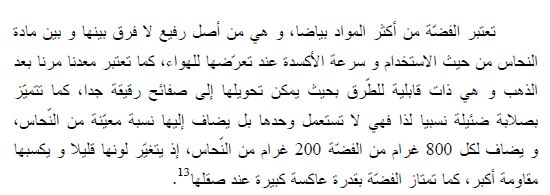 تعتبر الفضّة من أكثر المواد بياضا، و هي من أصل رفيع لا فرق بينها و بين مادة
النحاس من حيث الاستخدام و سرعة الأكسدة عند تعرّضها للهواء، كما تعتبر معدنا مرنا بعد
الذهب و هي ذات قابلية للطّرق بحيث يمكن تحويلها إلى صفائح رقيقة جدا، كما تتميّز
بصلابة ضئيلة نسبيا لذا فهي لا تستعمل وحدها بل يضاف إليها نسبة معيّنة من النّحاس،
و يضاف لكل 800 غرام من الفضّة 200 غرام من النّحاس، إذ يتغيّر لونها قليلا و يكسبها
مقاومة أكبر، كما تمتاز الفضّة بقدرة عاكسة كبيرة عند صقلها13.